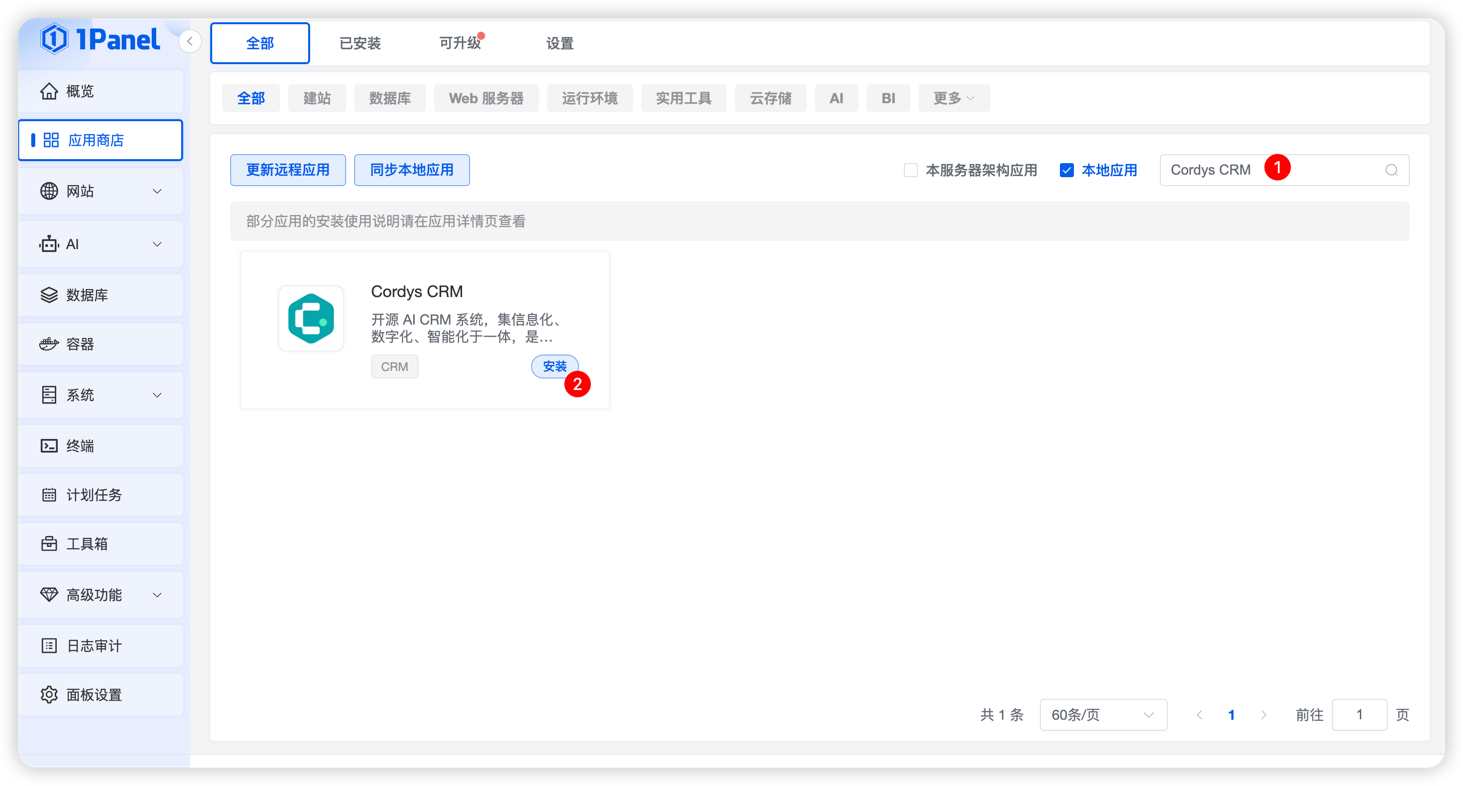 1Panel
概览
应用商店
网站
AI
数据库
容器
系统
终端
计划任务
工具箱
高级功能
日志审计
面板设置
全部 已安装 可升级 设置
全部 建站 数据库 Web 服务器 运行环境 实用工具 云存储 AI BI 更多
更新远程应用 同步本地应用 本服务器架构应用 本地应用 Cordys CRM 1
部分应用的安装使用说明请在应用详情页查看
Cordys CRM
开源 AI CRM 系统，集信息化、
数字化、智能化于一体，是...
CRM 安装
2
共 1 条 60条/页 1 前往 1 页